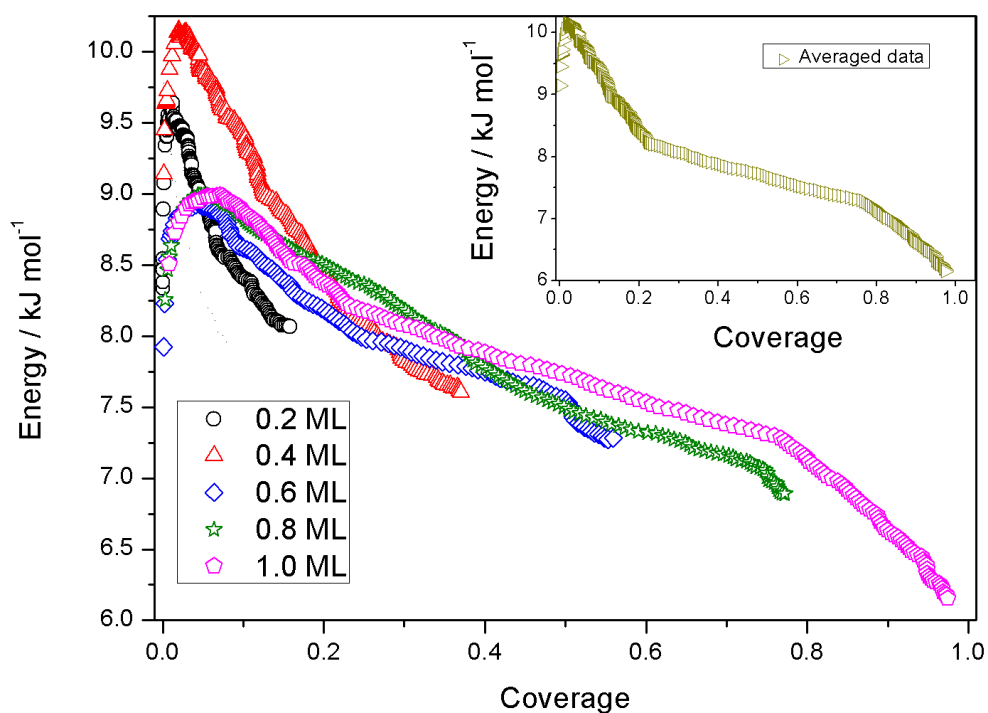 10.0
9.5
9.0
8.5
8.0
7.5
7.0
6.5
6.0
0.0 0.2 0.4 0.6 0.8 1.0
Energy / kJ mol⁻¹
Coverage
0.2 ML
0.4 ML
0.6 ML
0.8 ML
1.0 ML
10
9
8
7
6
0.0 0.2 0.4 0.6 0.8 1.0
Energy / kJ mol⁻¹
Coverage
Averaged data